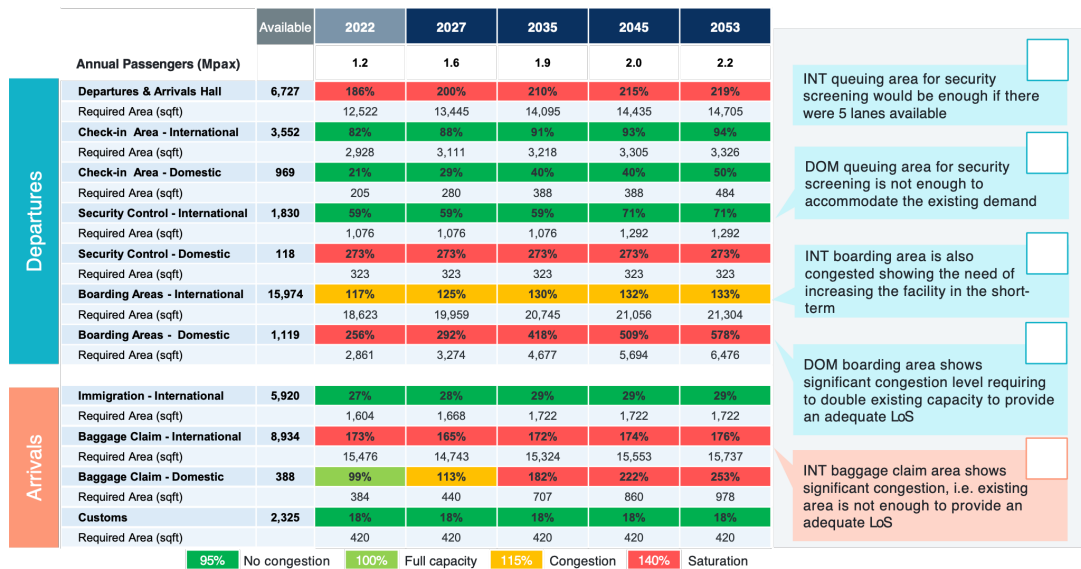 Available 2022 2027 2035 2045 2053
Annual Passengers (Mpax) 1.2 1.6 1.9 2.0 2.2
Departures
Departures & Arrivals Hall 6,727 186% 200% 210% 215% 219%
Required Area (sqft) 12,522 13,445 14,095 14,435 14,705
Check-in Area - International 3,552 82% 88% 91% 93% 94%
Required Area (sqft) 2,928 3,111 3,218 3,305 3,326
Check-in Area - Domestic 969 21% 29% 40% 40% 50%
Required Area (sqft) 205 280 388 388 484
Security Control - International 1,830 59% 59% 59% 71% 71%
Required Area (sqft) 1,076 1,076 1,076 1,292 1,292
Security Control - Domestic 118 273% 273% 273% 273% 273%
Required Area (sqft) 323 323 323 323 323
Boarding Areas - International 15,974 117% 125% 130% 132% 133%
Required Area (sqft) 18,623 19,959 20,745 21,056 21,304
Boarding Areas - Domestic 1,119 256% 292% 418% 509% 578%
Required Area (sqft) 2,861 3,274 4,677 5,694 6,476
Arrivals
Immigration - International 5,920 27% 28% 29% 29% 29%
Required Area (sqft) 1,604 1,668 1,722 1,722 1,722
Baggage Claim - International 8,934 173% 165% 172% 174% 176%
Required Area (sqft) 15,476 14,743 15,324 15,553 15,737
Baggage Claim - Domestic 388 99% 113% 182% 222% 253%
Required Area (sqft) 384 440 707 860 978
Customs 2,325 18% 18% 18% 18% 18%
Required Area (sqft) 420 420 420 420 420
95% No congestion 100% Full capacity 115% Congestion 140% Saturation
INT queuing area for security
screening would be enough if there
were 5 lanes available
DOM queuing area for security
screening is not enough to
accommodate the existing demand
INT boarding area is also
congested showing the need of
increasing the facility in the short-
term
DOM boarding area shows
significant congestion level requiring
to double existing capacity to provide
an adequate LoS
INT baggage claim area shows
significant congestion, i.e. existing
area is not enough to provide an
adequate LoS